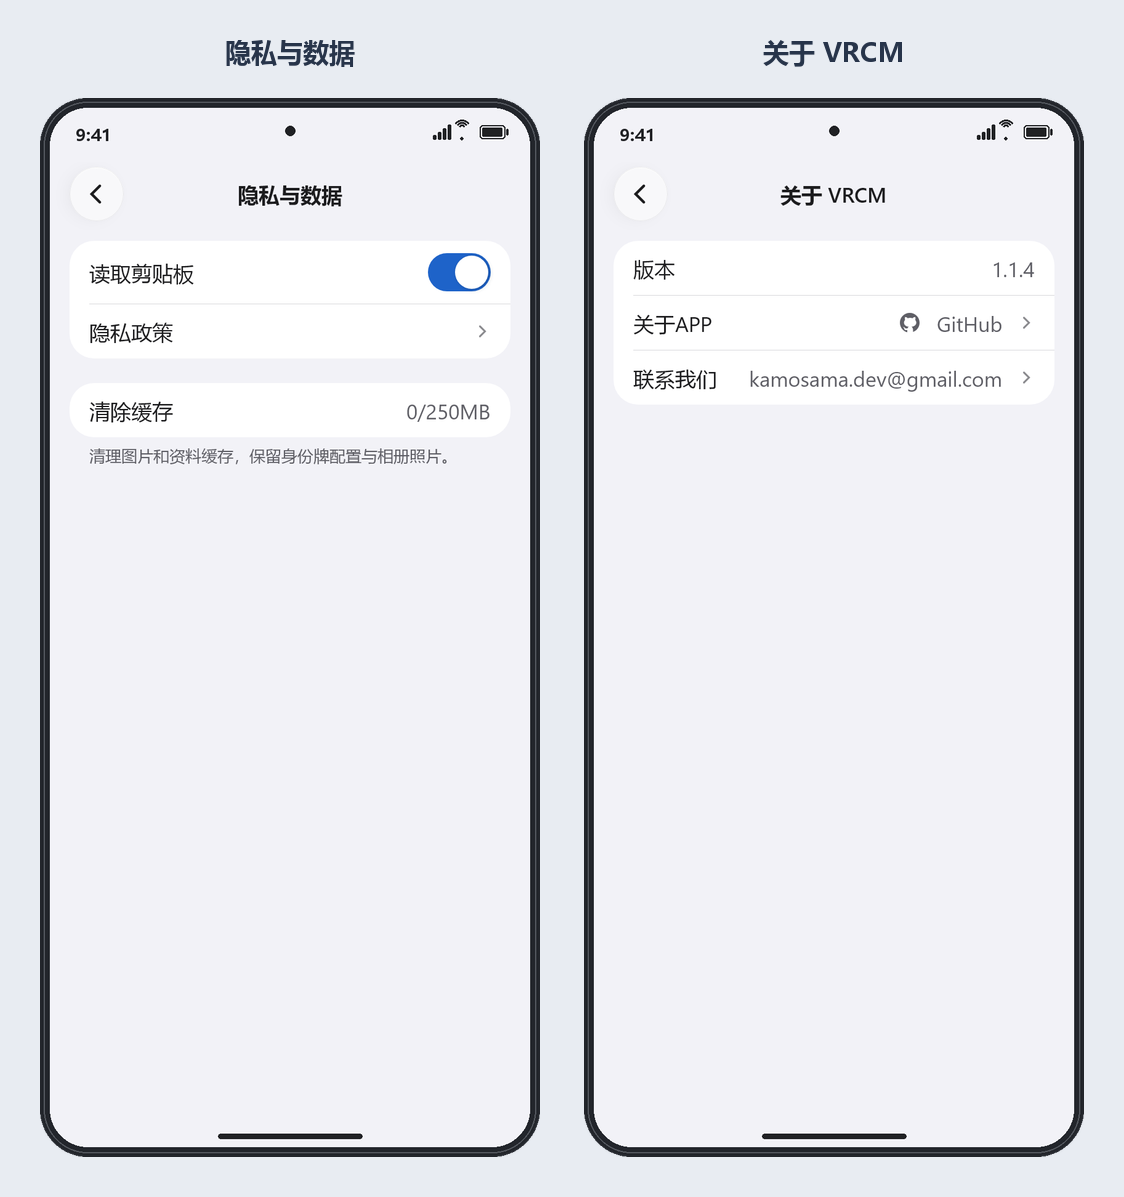 隐私与数据
9:41
隐私与数据
读取剪贴板
隐私政策
清除缓存 0/250MB
清理图片和资料缓存，保留身份牌配置与相册照片。
关于 VRCM
9:41
关于 VRCM
版本 1.1.4
关于APP GitHub
联系我们 kamosama.dev@gmail.com